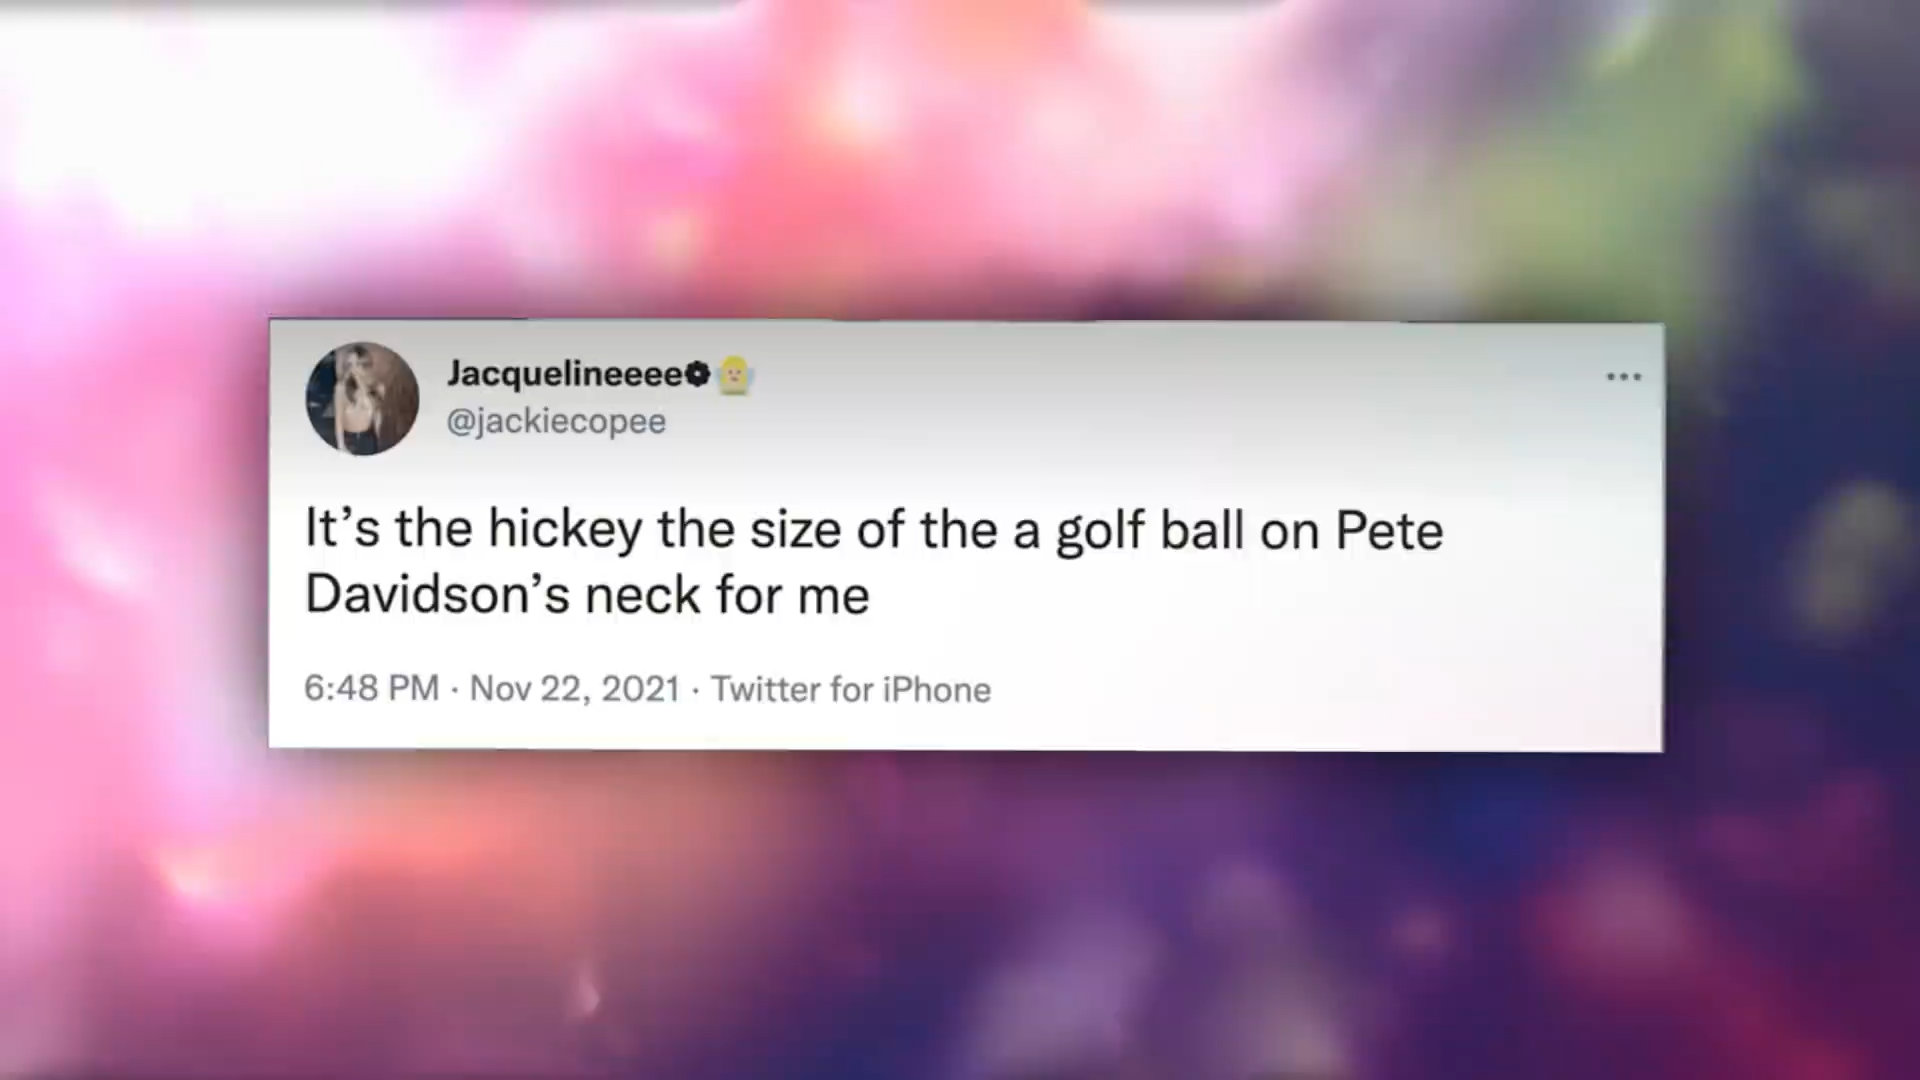 Jacquelineeee
@jackiecopee
It’s the hickey the size of the a golf ball on Pete
Davidson’s neck for me
6:48 PM · Nov 22, 2021 · Twitter for iPhone